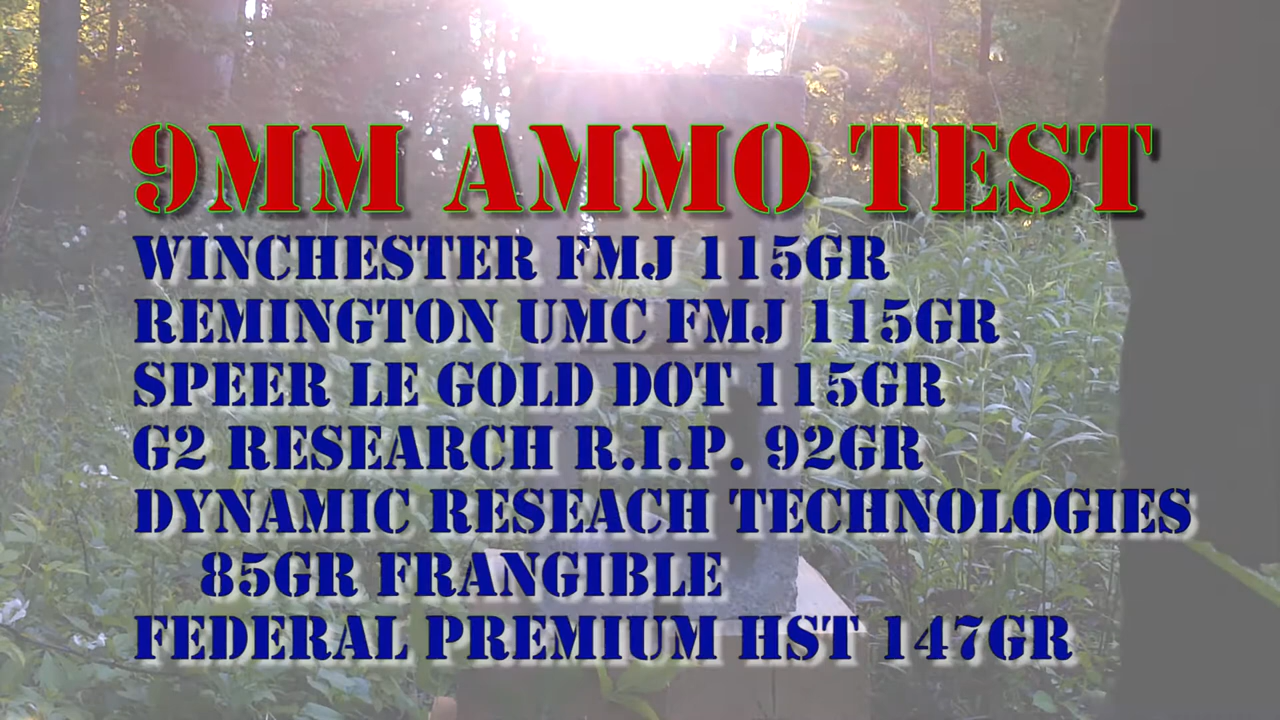 9MM AMMO TEST
WINCHESTER FMJ 115GR
REMINGTON UMC FMJ 115GR
SPEER LE GOLD DOT 115GR
G2 RESEARCH R.I.P. 92GR
DYNAMIC RESEACH TECHNOLOGIES
85GR FRANGIBLE
FEDERAL PREMIUM HST 147GR